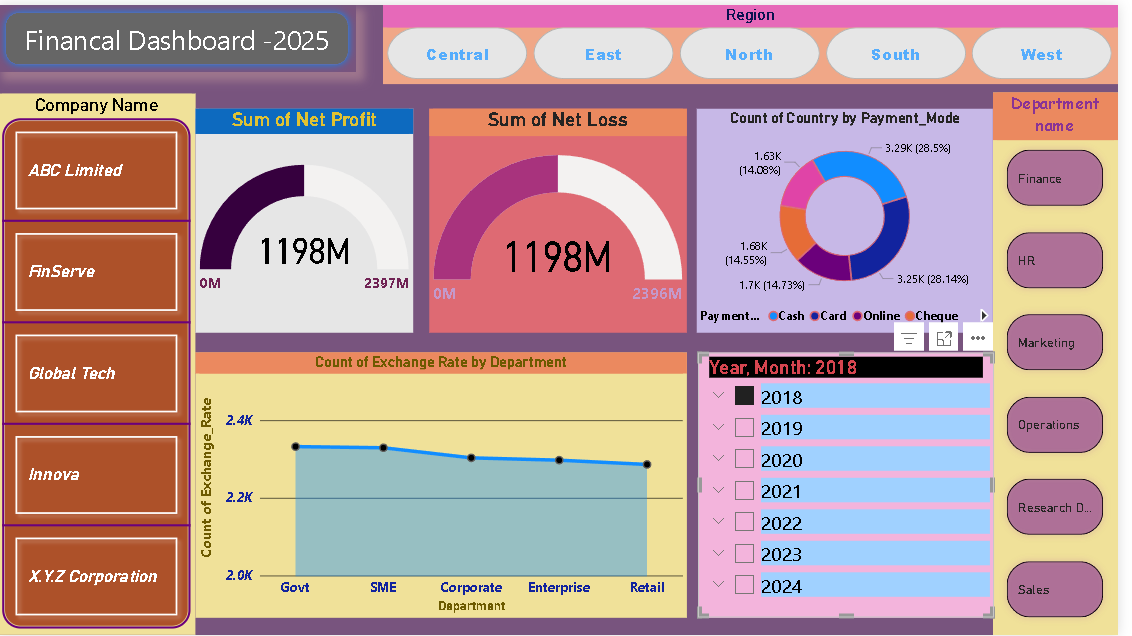 Financal Dashboard -2025
Region
Central
East
North
South
West
Company Name
ABC Limited
FinServe
Global Tech
Innova
X.Y.Z Corporation
Sum of Net Profit
1198M
0M
2397M
Sum of Net Loss
1198M
0M
2396M
Count of Country by Payment_Mode
3.29K (28.5%)
1.63K
(14.08%)
1.68K
(14.55%)
1.7K (14.73%)
3.25K (28.14%)
Payment... Cash Card Online Cheque
Department
name
Finance
HR
Marketing
Operations
Research D...
Sales
Count of Exchange Rate by Department
Count of Exchange_Rate
2.4K
2.2K
2.0K
Govt
SME
Corporate
Enterprise
Retail
Department
Year, Month: 2018
2018
2019
2020
2021
2022
2023
2024